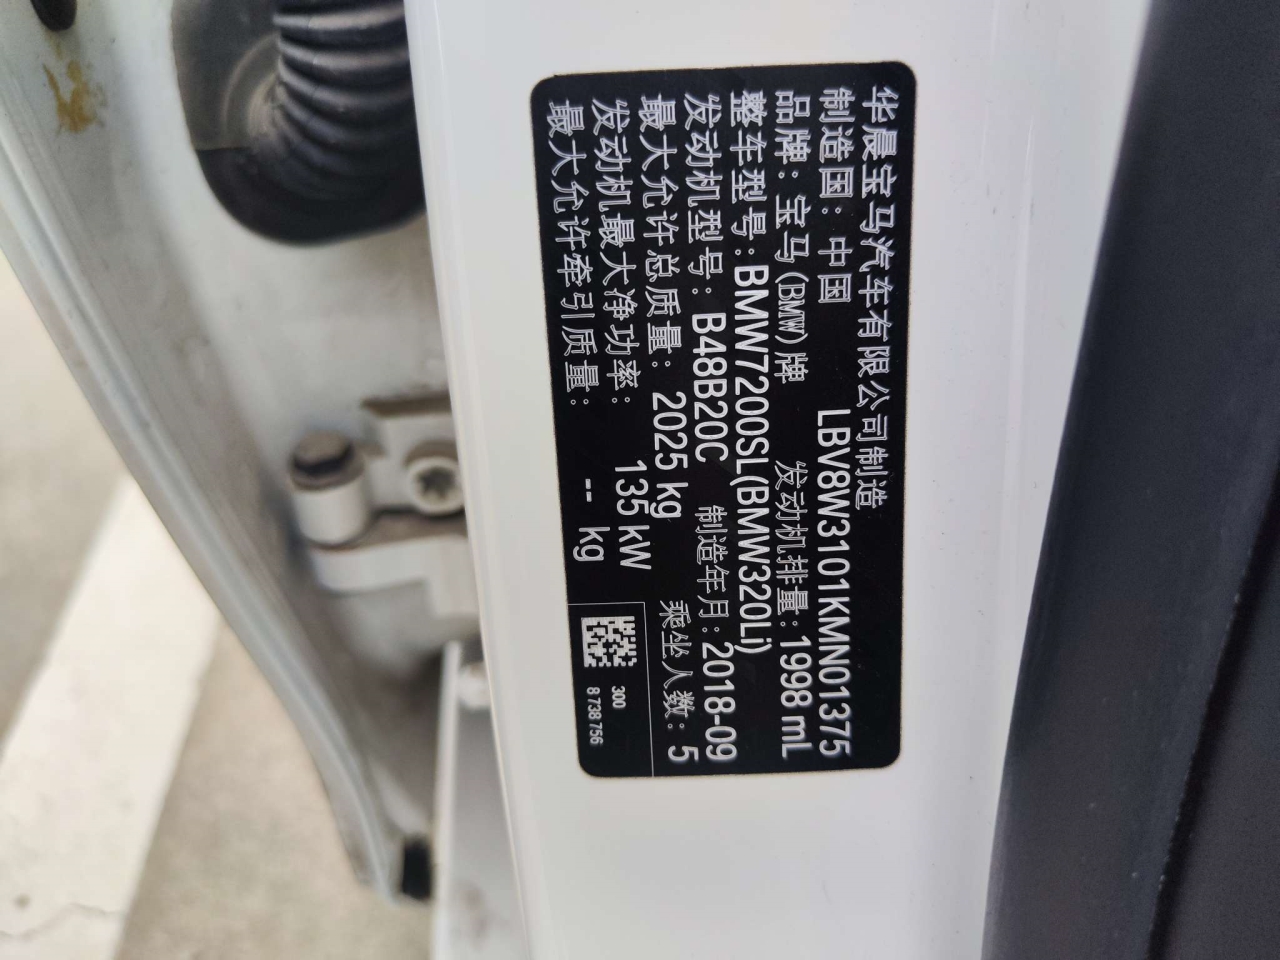 华晨宝马汽车有限公司制造
制造国：中国 LBV8W3101KMN01375
品牌：宝马(BMW)牌 发动机排量：1998 mL
整车型号：BMW7200SL(BMW320Li)
发动机型号：B48B20C 制造年月：2018-09
最大允许总质量：2025 kg 乘坐人数：5
发动机最大净功率：135 kW
最大允许牵引质量：-- kg
300
8 738 756